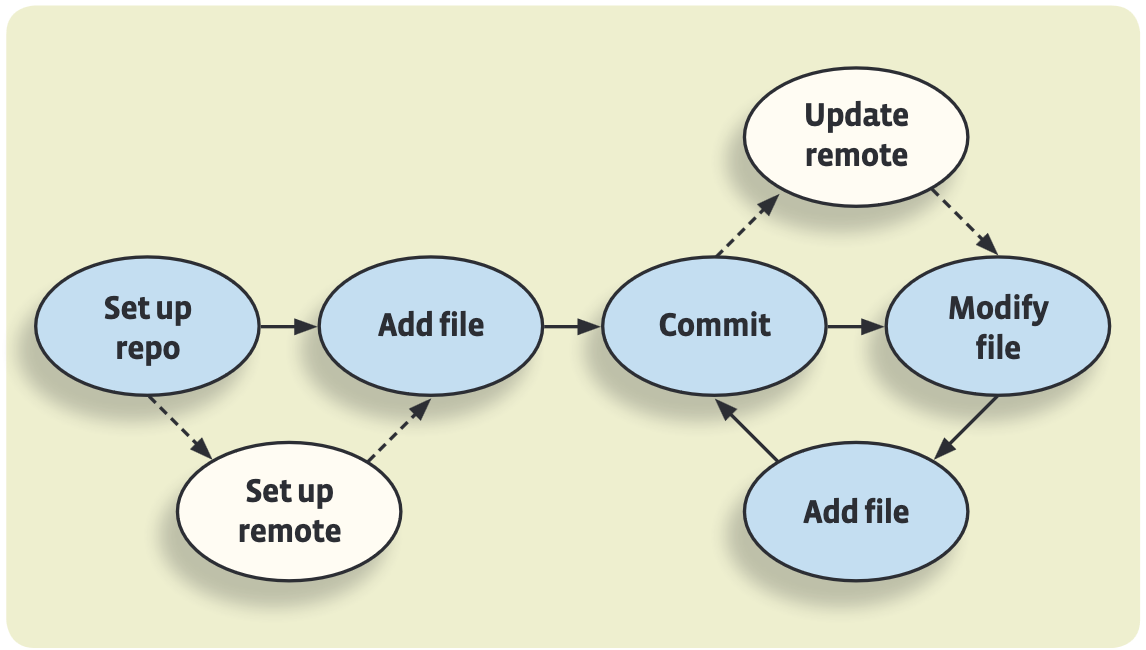 Update
remote
Set up
repo
Add file
Commit
Modify
file
Set up
remote
Add file